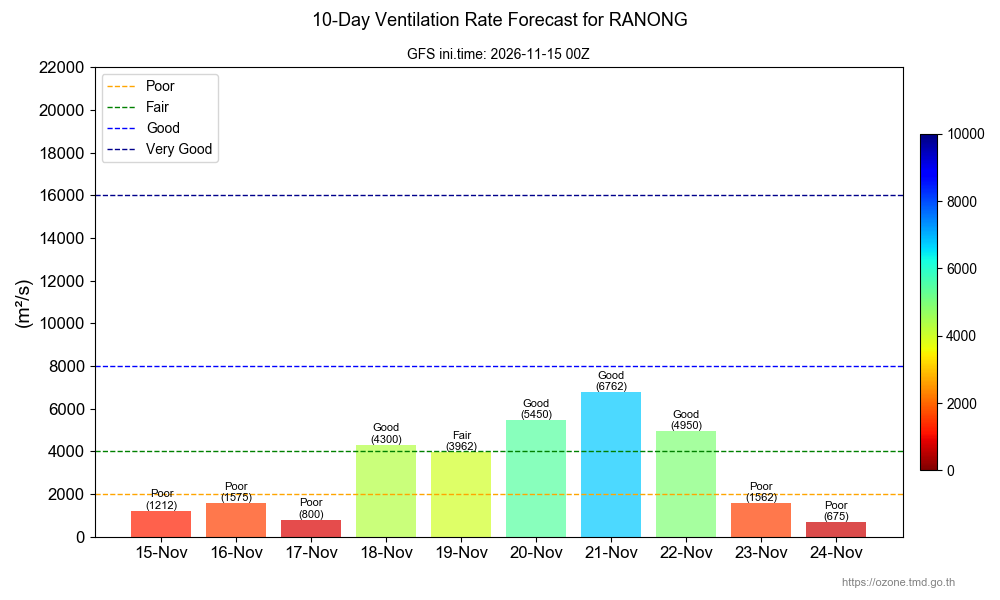 10-Day Ventilation Rate Forecast for RANONG
GFS ini.time: 2026-11-15 00Z
(m²/s)
22000
20000
18000
16000
14000
12000
10000
8000
6000
4000
2000
0
Poor
Fair
Good
Very Good
Poor
(1212)
Poor
(1575)
Poor
(800)
Good
(4300)
Fair
(3962)
Good
(5450)
Good
(6762)
Good
(4950)
Poor
(1562)
Poor
(675)
15-Nov
16-Nov
17-Nov
18-Nov
19-Nov
20-Nov
21-Nov
22-Nov
23-Nov
24-Nov
10000
8000
6000
4000
2000
0
https://ozone.tmd.go.th